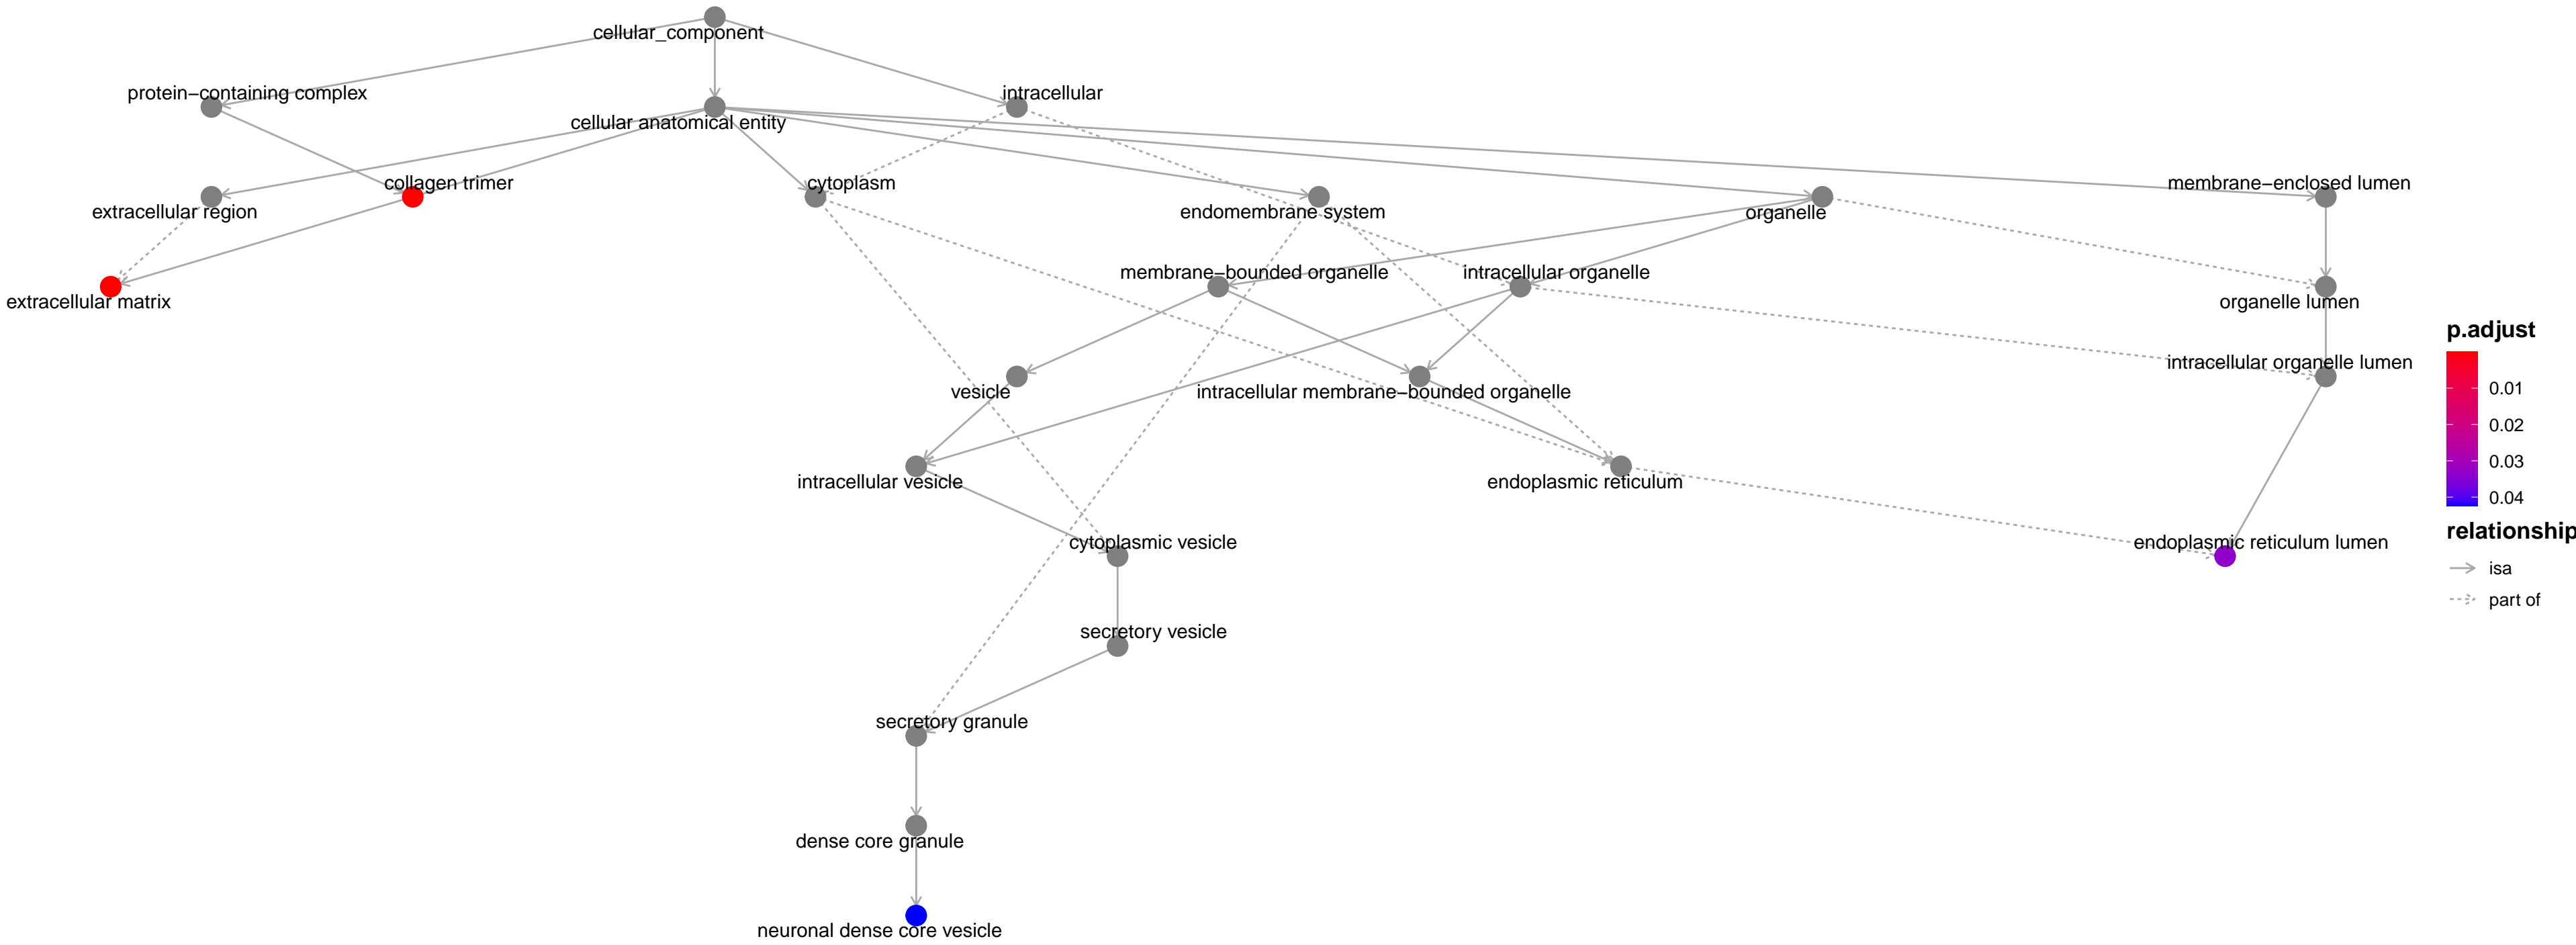 cellular_component
protein−containing complex
intracellular
cellular anatomical entity
collagen trimer
cytoplasm
membrane−enclosed lumen
extracellular region
endomembrane system
organelle
membrane−bounded organelle
intracellular organelle
extracellular matrix
organelle lumen
p.adjust
intracellular organelle lumen
0.01
vesicle
intracellular membrane−bounded organelle
0.02
0.03
intracellular vesicle
endoplasmic reticulum
0.04
relationship
cytoplasmic vesicle
endoplasmic reticulum lumen
isa
part of
secretory vesicle
secretory granule
dense core granule
neuronal dense core vesicle